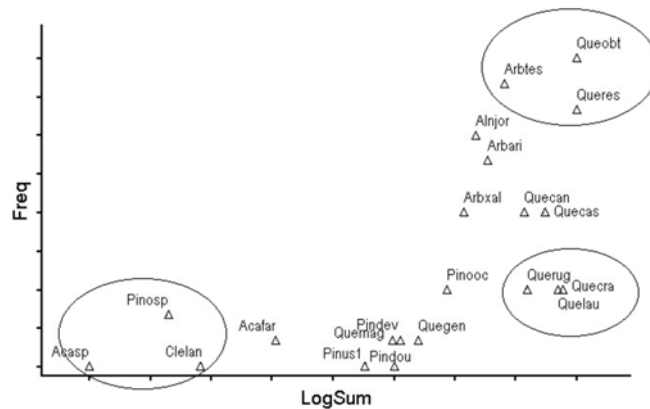 Queobt
Arbtes
Queres
Alnjor
Arbari
Arbxal
Quecan
Quecas
Freq
Pinooc
Querug
Quecra
Quelau
Pinosp
Acafar
Pindev
Quemag
Quegen
Acasp
Clelan
Pinus1
Pindou
LogSum